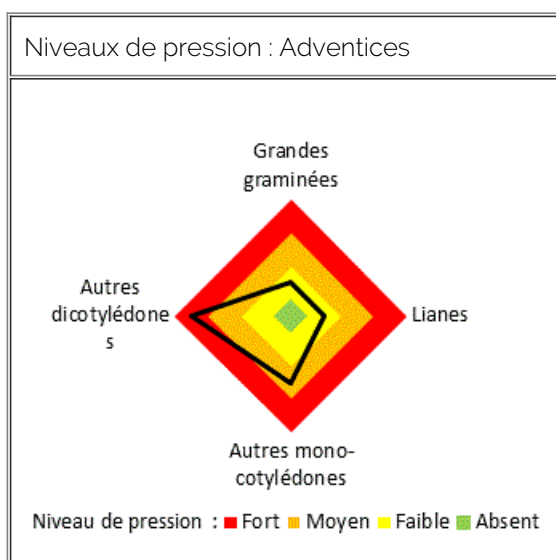 Niveaux de pression : Adventices
Grandes
graminées
Autres
dicotylédone
s
Lianes
Autres mono-
cotylédones
Niveau de pression : Fort Moyen Faible Absent